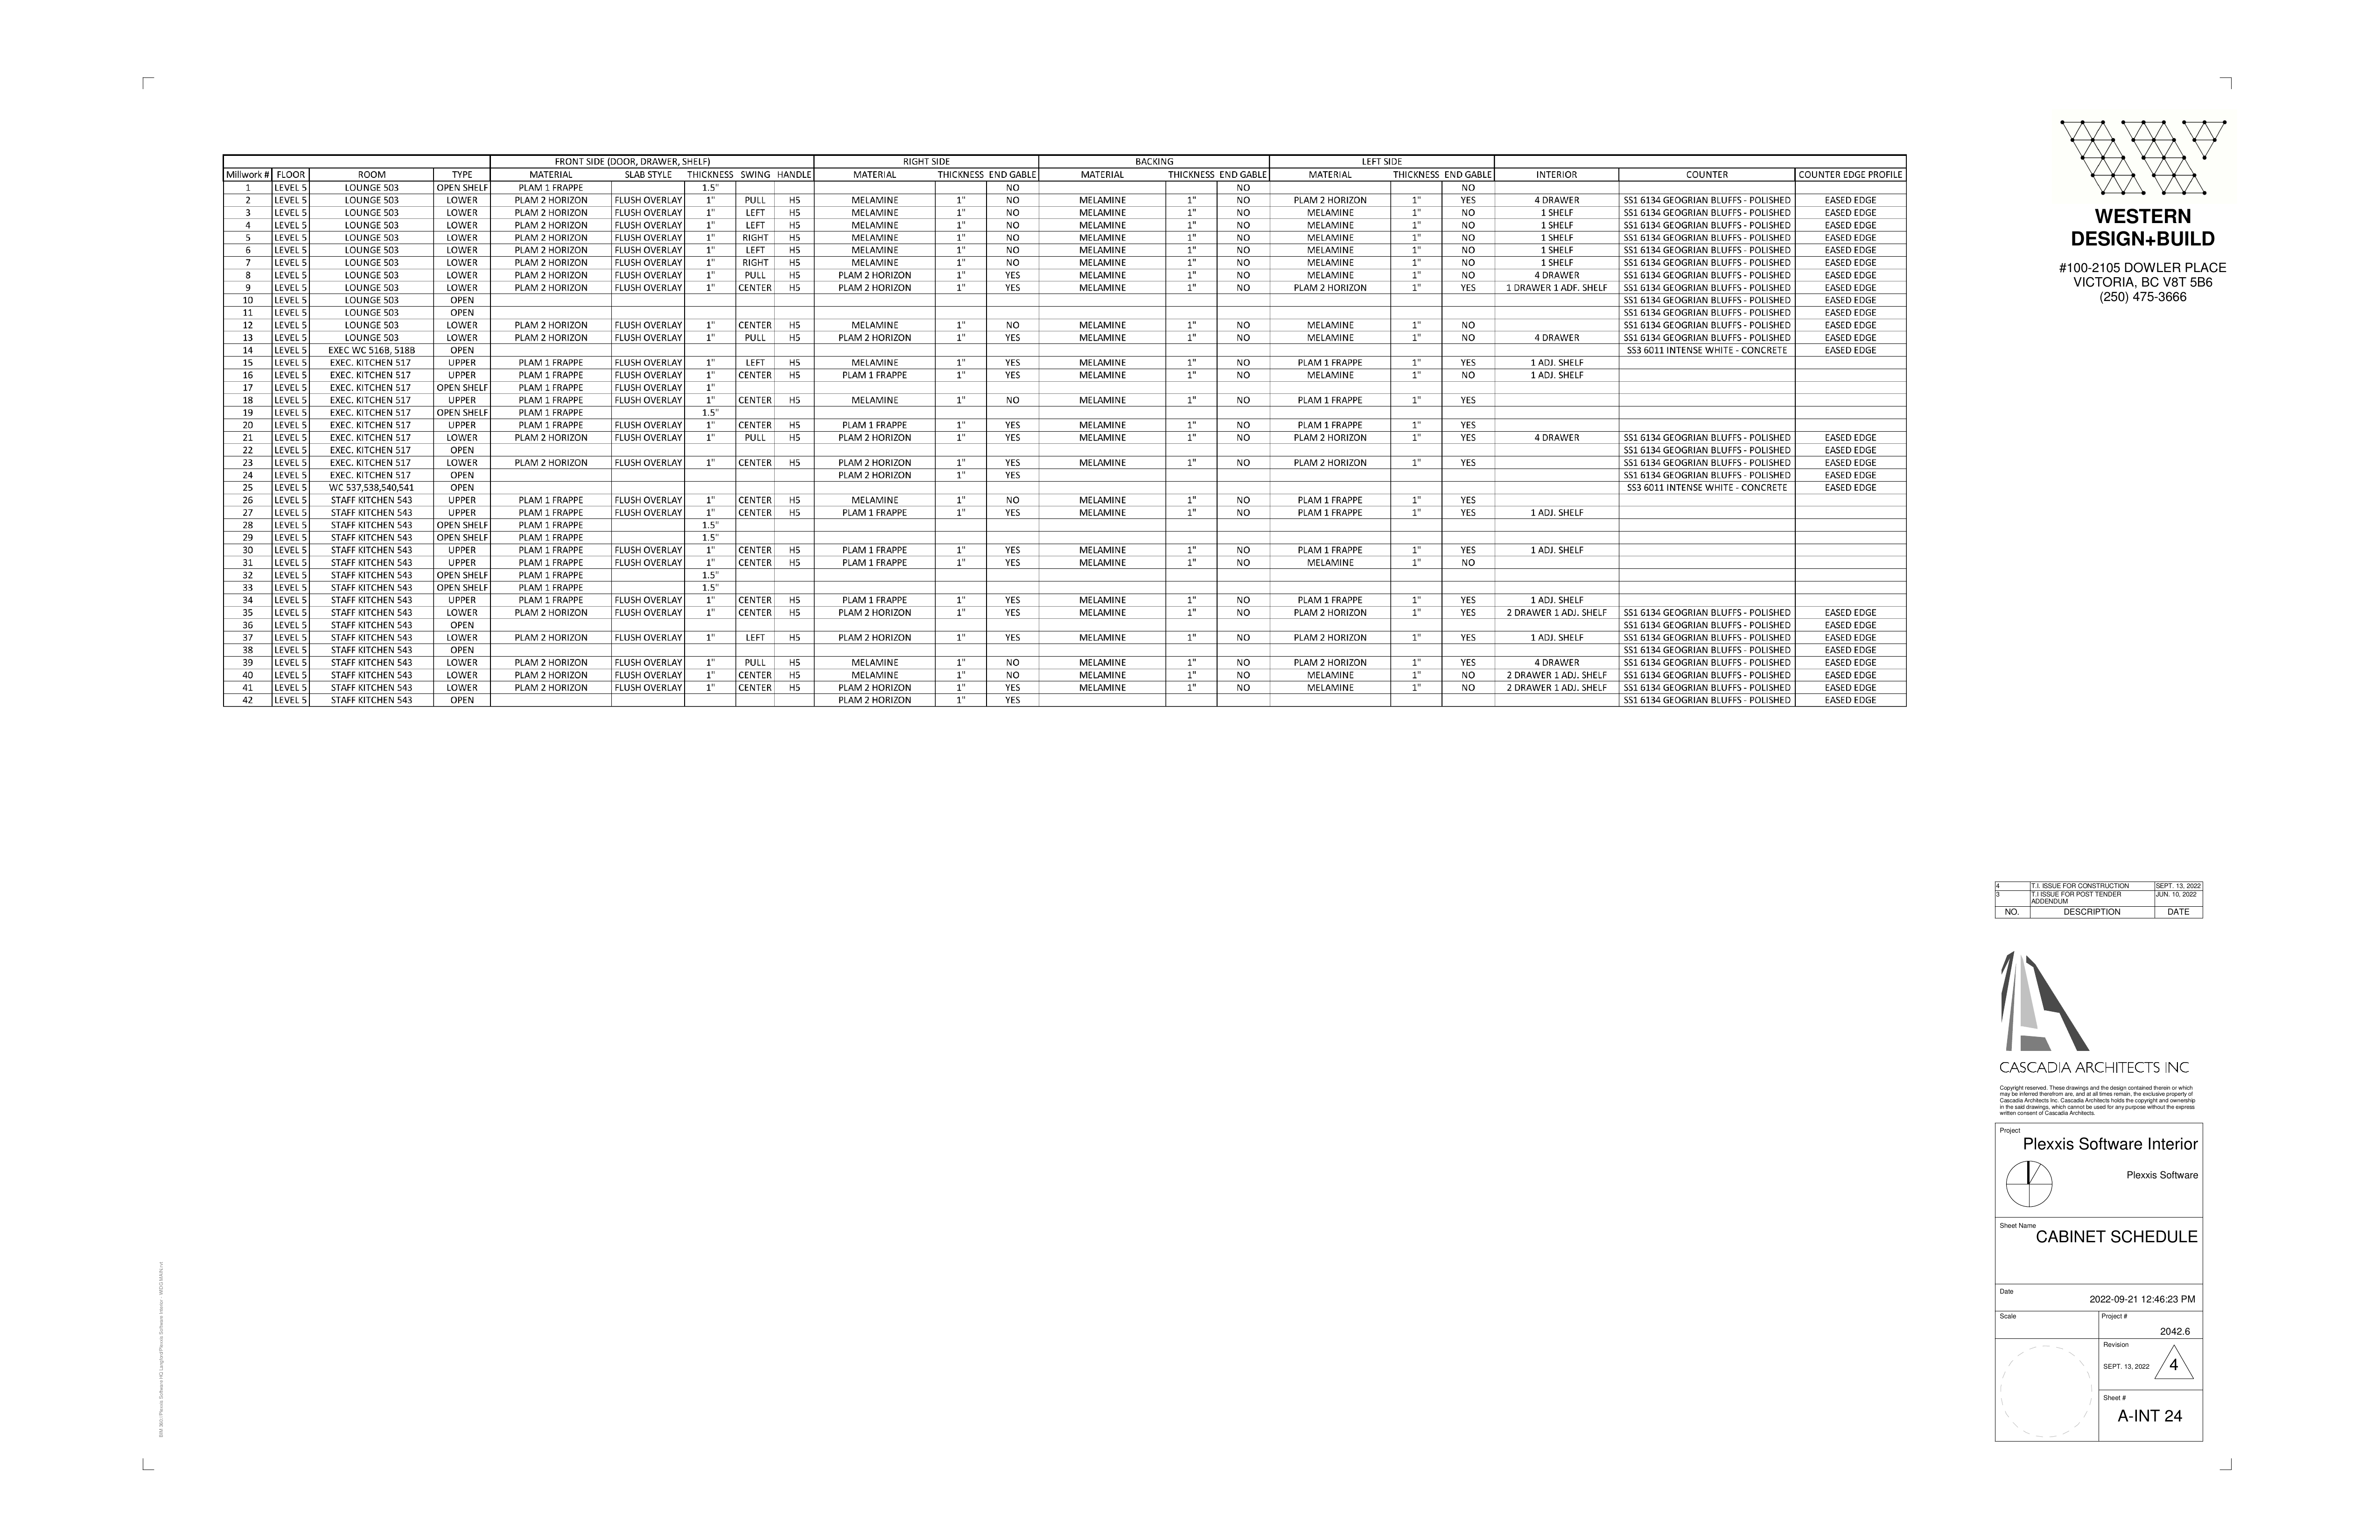 FRONT SIDE (DOOR, DRAWER, SHELF) RIGHT SIDE BACKING LEFT SIDE
Millwork # FLOOR ROOM TYPE MATERIAL SLAB STYLE THICKNESS SWING HANDLE MATERIAL THICKNESS END GABLE MATERIAL THICKNESS END GABLE MATERIAL THICKNESS END GABLE INTERIOR COUNTER COUNTER EDGE PROFILE
1 LEVEL 5 LOUNGE 503 OPEN SHELF PLAM 1 FRAPPE 1.5" NO NO NO
2 LEVEL 5 LOUNGE 503 LOWER PLAM 2 HORIZON FLUSH OVERLAY 1" PULL H5 MELAMINE 1" NO MELAMINE 1" NO PLAM 2 HORIZON 1" YES 4 DRAWER SS1 6134 GEOGRIAN BLUFFS - POLISHED EASED EDGE
3 LEVEL 5 LOUNGE 503 LOWER PLAM 2 HORIZON FLUSH OVERLAY 1" LEFT H5 MELAMINE 1" NO MELAMINE 1" NO MELAMINE 1" NO 1 SHELF SS1 6134 GEOGRIAN BLUFFS - POLISHED EASED EDGE
4 LEVEL 5 LOUNGE 503 LOWER PLAM 2 HORIZON FLUSH OVERLAY 1" LEFT H5 MELAMINE 1" NO MELAMINE 1" NO MELAMINE 1" NO 1 SHELF SS1 6134 GEOGRIAN BLUFFS - POLISHED EASED EDGE
5 LEVEL 5 LOUNGE 503 LOWER PLAM 2 HORIZON FLUSH OVERLAY 1" RIGHT H5 MELAMINE 1" NO MELAMINE 1" NO MELAMINE 1" NO 1 SHELF SS1 6134 GEOGRIAN BLUFFS - POLISHED EASED EDGE
6 LEVEL 5 LOUNGE 503 LOWER PLAM 2 HORIZON FLUSH OVERLAY 1" LEFT H5 MELAMINE 1" NO MELAMINE 1" NO MELAMINE 1" NO 1 SHELF SS1 6134 GEOGRIAN BLUFFS - POLISHED EASED EDGE
7 LEVEL 5 LOUNGE 503 LOWER PLAM 2 HORIZON FLUSH OVERLAY 1" RIGHT H5 MELAMINE 1" NO MELAMINE 1" NO MELAMINE 1" NO 1 SHELF SS1 6134 GEOGRIAN BLUFFS - POLISHED EASED EDGE
8 LEVEL 5 LOUNGE 503 LOWER PLAM 2 HORIZON FLUSH OVERLAY 1" PULL H5 PLAM 2 HORIZON 1" YES MELAMINE 1" NO MELAMINE 1" NO 4 DRAWER SS1 6134 GEOGRIAN BLUFFS - POLISHED EASED EDGE
9 LEVEL 5 LOUNGE 503 LOWER PLAM 2 HORIZON FLUSH OVERLAY 1" CENTER H5 PLAM 2 HORIZON 1" YES MELAMINE 1" NO PLAM 2 HORIZON 1" YES 1 DRAWER 1 ADF. SHELF SS1 6134 GEOGRIAN BLUFFS - POLISHED EASED EDGE
10 LEVEL 5 LOUNGE 503 OPEN SS1 6134 GEOGRIAN BLUFFS - POLISHED EASED EDGE
11 LEVEL 5 LOUNGE 503 OPEN SS1 6134 GEOGRIAN BLUFFS - POLISHED EASED EDGE
12 LEVEL 5 LOUNGE 503 LOWER PLAM 2 HORIZON FLUSH OVERLAY 1" CENTER H5 MELAMINE 1" NO MELAMINE 1" NO MELAMINE 1" NO SS1 6134 GEOGRIAN BLUFFS - POLISHED EASED EDGE
13 LEVEL 5 LOUNGE 503 LOWER PLAM 2 HORIZON FLUSH OVERLAY 1" PULL H5 PLAM 2 HORIZON 1" YES MELAMINE 1" NO MELAMINE 1" NO 4 DRAWER SS1 6134 GEOGRIAN BLUFFS - POLISHED EASED EDGE
14 LEVEL 5 EXEC WC 516B, 518B OPEN SS3 6011 INTENSE WHITE - CONCRETE EASED EDGE
15 LEVEL 5 EXEC. KITCHEN 517 UPPER PLAM 1 FRAPPE FLUSH OVERLAY 1" LEFT H5 MELAMINE 1" YES MELAMINE 1" NO PLAM 1 FRAPPE 1" YES 1 ADJ. SHELF
16 LEVEL 5 EXEC. KITCHEN 517 UPPER PLAM 1 FRAPPE FLUSH OVERLAY 1" CENTER H5 PLAM 1 FRAPPE 1" YES MELAMINE 1" NO MELAMINE 1" NO 1 ADJ. SHELF
17 LEVEL 5 EXEC. KITCHEN 517 OPEN SHELF PLAM 1 FRAPPE FLUSH OVERLAY 1"
18 LEVEL 5 EXEC. KITCHEN 517 UPPER PLAM 1 FRAPPE FLUSH OVERLAY 1" CENTER H5 MELAMINE 1" NO MELAMINE 1" NO PLAM 1 FRAPPE 1" YES
19 LEVEL 5 EXEC. KITCHEN 517 OPEN SHELF PLAM 1 FRAPPE 1.5"
20 LEVEL 5 EXEC. KITCHEN 517 UPPER PLAM 1 FRAPPE FLUSH OVERLAY 1" CENTER H5 PLAM 1 FRAPPE 1" YES MELAMINE 1" NO PLAM 1 FRAPPE 1" YES
21 LEVEL 5 EXEC. KITCHEN 517 LOWER PLAM 2 HORIZON FLUSH OVERLAY 1" PULL H5 PLAM 2 HORIZON 1" YES MELAMINE 1" NO PLAM 2 HORIZON 1" YES 4 DRAWER SS1 6134 GEOGRIAN BLUFFS - POLISHED EASED EDGE
22 LEVEL 5 EXEC. KITCHEN 517 OPEN SS1 6134 GEOGRIAN BLUFFS - POLISHED EASED EDGE
23 LEVEL 5 EXEC. KITCHEN 517 LOWER PLAM 2 HORIZON FLUSH OVERLAY 1" CENTER H5 PLAM 2 HORIZON 1" YES MELAMINE 1" NO PLAM 2 HORIZON 1" YES SS1 6134 GEOGRIAN BLUFFS - POLISHED EASED EDGE
24 LEVEL 5 EXEC. KITCHEN 517 OPEN PLAM 2 HORIZON 1" YES SS1 6134 GEOGRIAN BLUFFS - POLISHED EASED EDGE
25 LEVEL 5 WC 537,538,540,541 OPEN SS3 6011 INTENSE WHITE - CONCRETE EASED EDGE
26 LEVEL 5 STAFF KITCHEN 543 UPPER PLAM 1 FRAPPE FLUSH OVERLAY 1" CENTER H5 MELAMINE 1" NO MELAMINE 1" NO PLAM 1 FRAPPE 1" YES
27 LEVEL 5 STAFF KITCHEN 543 UPPER PLAM 1 FRAPPE FLUSH OVERLAY 1" CENTER H5 PLAM 1 FRAPPE 1" YES MELAMINE 1" NO PLAM 1 FRAPPE 1" YES 1 ADJ. SHELF
28 LEVEL 5 STAFF KITCHEN 543 OPEN SHELF PLAM 1 FRAPPE 1.5"
29 LEVEL 5 STAFF KITCHEN 543 OPEN SHELF PLAM 1 FRAPPE 1.5"
30 LEVEL 5 STAFF KITCHEN 543 UPPER PLAM 1 FRAPPE FLUSH OVERLAY 1" CENTER H5 PLAM 1 FRAPPE 1" YES MELAMINE 1" NO PLAM 1 FRAPPE 1" YES 1 ADJ. SHELF
31 LEVEL 5 STAFF KITCHEN 543 UPPER PLAM 1 FRAPPE FLUSH OVERLAY 1" CENTER H5 PLAM 1 FRAPPE 1" YES MELAMINE 1" NO MELAMINE 1" NO
32 LEVEL 5 STAFF KITCHEN 543 OPEN SHELF PLAM 1 FRAPPE 1.5"
33 LEVEL 5 STAFF KITCHEN 543 OPEN SHELF PLAM 1 FRAPPE 1.5"
34 LEVEL 5 STAFF KITCHEN 543 UPPER PLAM 1 FRAPPE FLUSH OVERLAY 1" CENTER H5 PLAM 1 FRAPPE 1" YES MELAMINE 1" NO PLAM 1 FRAPPE 1" YES 1 ADJ. SHELF
35 LEVEL 5 STAFF KITCHEN 543 LOWER PLAM 2 HORIZON FLUSH OVERLAY 1" CENTER H5 PLAM 2 HORIZON 1" YES MELAMINE 1" NO PLAM 2 HORIZON 1" YES 2 DRAWER 1 ADJ. SHELF SS1 6134 GEOGRIAN BLUFFS - POLISHED EASED EDGE
36 LEVEL 5 STAFF KITCHEN 543 OPEN SS1 6134 GEOGRIAN BLUFFS - POLISHED EASED EDGE
37 LEVEL 5 STAFF KITCHEN 543 LOWER PLAM 2 HORIZON FLUSH OVERLAY 1" LEFT H5 PLAM 2 HORIZON 1" YES MELAMINE 1" NO PLAM 2 HORIZON 1" YES 1 ADJ. SHELF SS1 6134 GEOGRIAN BLUFFS - POLISHED EASED EDGE
38 LEVEL 5 STAFF KITCHEN 543 OPEN SS1 6134 GEOGRIAN BLUFFS - POLISHED EASED EDGE
39 LEVEL 5 STAFF KITCHEN 543 LOWER PLAM 2 HORIZON FLUSH OVERLAY 1" PULL H5 MELAMINE 1" NO MELAMINE 1" NO PLAM 2 HORIZON 1" YES 4 DRAWER SS1 6134 GEOGRIAN BLUFFS - POLISHED EASED EDGE
40 LEVEL 5 STAFF KITCHEN 543 LOWER PLAM 2 HORIZON FLUSH OVERLAY 1" CENTER H5 MELAMINE 1" NO MELAMINE 1" NO MELAMINE 1" NO 2 DRAWER 1 ADJ. SHELF SS1 6134 GEOGRIAN BLUFFS - POLISHED EASED EDGE
41 LEVEL 5 STAFF KITCHEN 543 LOWER PLAM 2 HORIZON FLUSH OVERLAY 1" CENTER H5 PLAM 2 HORIZON 1" YES MELAMINE 1" NO MELAMINE 1" NO 2 DRAWER 1 ADJ. SHELF SS1 6134 GEOGRIAN BLUFFS - POLISHED EASED EDGE
42 LEVEL 5 STAFF KITCHEN 543 OPEN PLAM 2 HORIZON 1" YES SS1 6134 GEOGRIAN BLUFFS - POLISHED EASED EDGE
WESTERN
DESIGN+BUILD
#100-2105 DOWLER PLACE
VICTORIA, BC V8T 5B6
(250) 475-3666
4 T.I. ISSUE FOR CONSTRUCTION SEPT. 13, 2022
3 T.I ISSUE FOR POST TENDER JUN. 10, 2022
ADDENDUM
NO. DESCRIPTION DATE
CASCADIA ARCHITECTS INC
Copyright reserved. These drawings and the design contained therein or which
may be inferred therefrom are, and at all times remain, the exclusive property of
Cascadia Architects Inc. Cascadia Architects holds the copyright and ownership
in the said drawings, which cannot be used for any purpose without the express
written consent of Cascadia Architects.
Project
Plexxis Software Interior
Plexxis Software
Sheet Name
CABINET SCHEDULE
Date
2022-09-21 12:46:23 PM
Scale
Project #
2042.6
Revision
SEPT. 13, 2022 4
Sheet #
A-INT 24